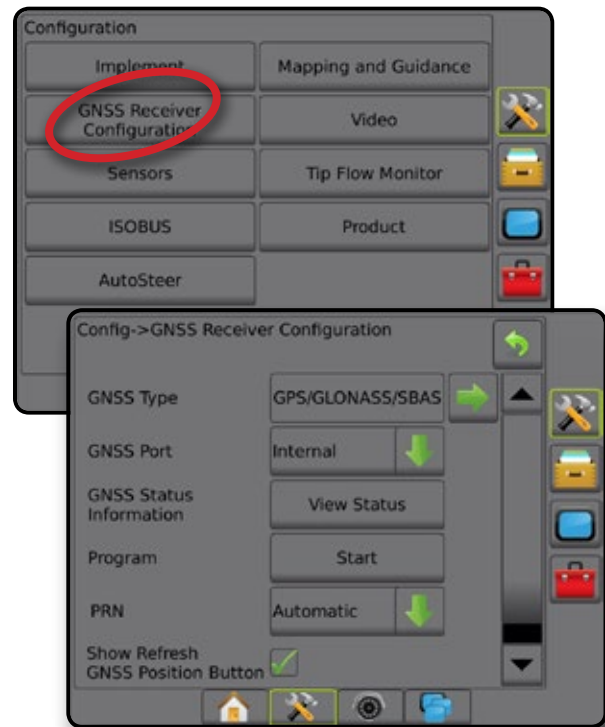 Configuration
Implement
Mapping and Guidance
GNSS Receiver
Configuration
Video
Sensors
Tip Flow Monitor
ISOBUS
Product
AutoSteer
Config->GNSS Receiver Configuration
GNSS Type
GPS/GLONASS/SBAS
GNSS Port
Internal
GNSS Status
Information
View Status
Program
Start
PRN
Automatic
Show Refresh
GNSS Position Button